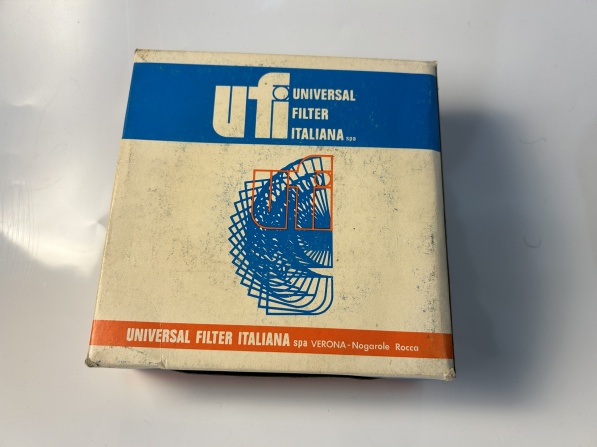 ufi
UNIVERSAL
FILTER
ITALIANA spa
ufi
UNIVERSAL FILTER ITALIANA spa VERONA-Nogarole Rocca